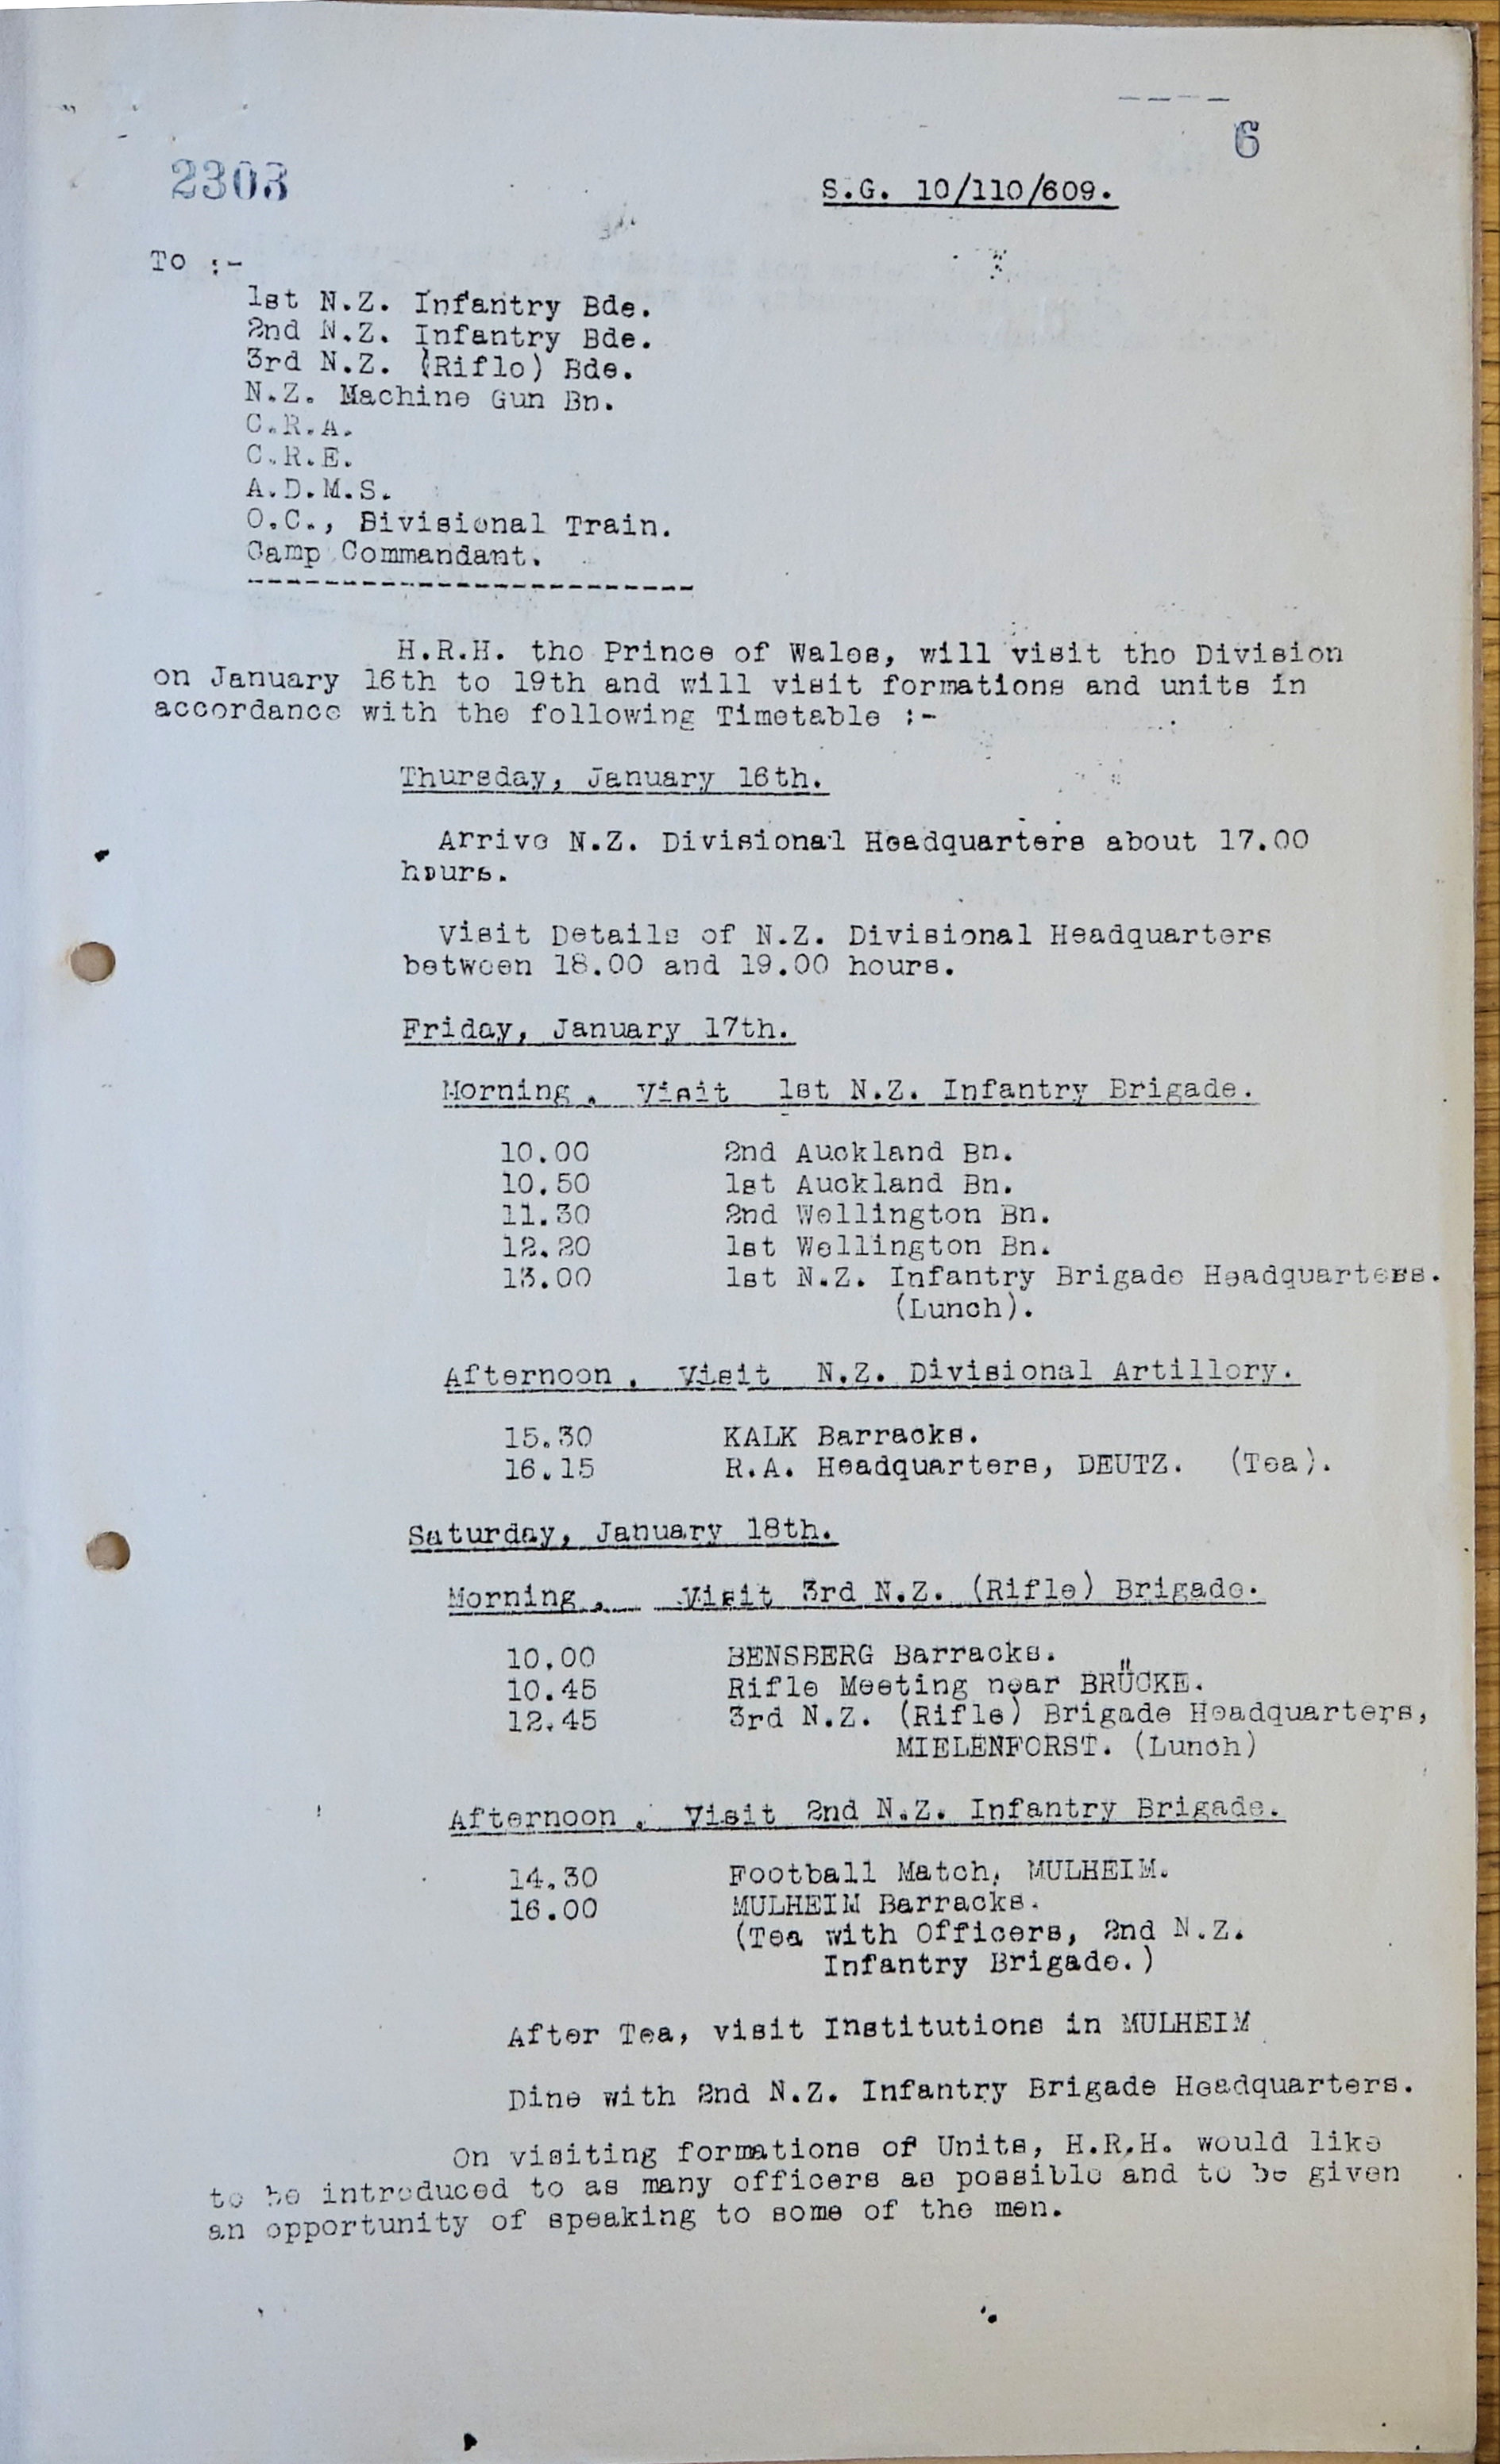 6
2303
S.G. 10/110/609.
To :-
1st N.Z. Infantry Bde.
2nd N.Z. Infantry Bde.
3rd N.Z. (Rifle) Bde.
N.Z. Machine Gun Bn.
C.R.A.
C.R.E.
A.D.M.S.
O.C., Divisional Train.
Camp Commandant.
------------------------
H.R.H. the Prince of Wales, will visit the Division
on January 16th to 19th and will visit formations and units in
accordance with the following Timetable :-
Thursday, January 16th.
Arrive N.Z. Divisional Headquarters about 17.00
hours.
Visit Details of N.Z. Divisional Headquarters
between 18.00 and 19.00 hours.
Friday, January 17th.
Morning. Visit 1st N.Z. Infantry Brigade.
10.00 2nd Auckland Bn.
10.50 1st Auckland Bn.
11.30 2nd Wellington Bn.
12.20 1st Wellington Bn.
13.00 1st N.Z. Infantry Brigade Headquarters.
(Lunch).
Afternoon. Visit N.Z. Divisional Artillery.
15.30 KALK Barracks.
16.15 R.A. Headquarters, DEUTZ. (Tea).
Saturday, January 18th.
Morning. Visit 3rd N.Z. (Rifle) Brigade.
10.00 BENSBERG Barracks.
10.45 Rifle Meeting near BRÜCKE.
12.45 3rd N.Z. (Rifle) Brigade Headquarters,
MIELENFORST. (Lunch)
Afternoon. Visit 2nd N.Z. Infantry Brigade.
14.30 Football Match, MULHEIM.
16.00 MULHEIM Barracks.
(Tea with Officers, 2nd N.Z.
Infantry Brigade.)
After Tea, visit Institutions in MULHEIM
Dine with 2nd N.Z. Infantry Brigade Headquarters.
On visiting formations of Units, H.R.H. would like
to be introduced to as many officers as possible and to be given
an opportunity of speaking to some of the men.